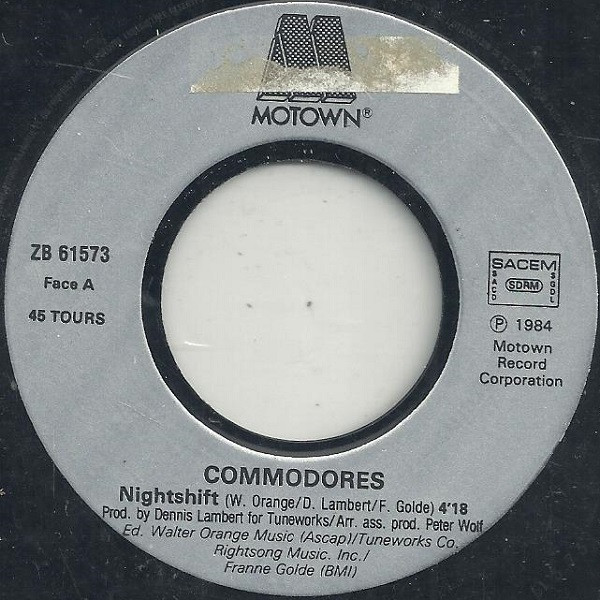 MOTOWN®
ZB 61573
Face A
45 TOURS
SACEM
SACD
SDRM
SGDL
℗ 1984
Motown
Record
Corporation
COMMODORES
Nightshift (W. Orange/D. Lambert/F. Golde) 4'18
Prod. by Dennis Lambert for Tuneworks/Arr. ass. prod. Peter Wolf
Ed. Walter Orange Music (Ascap)/Tuneworks Co.
Rightsong Music. Inc./
Franne Golde (BMI)